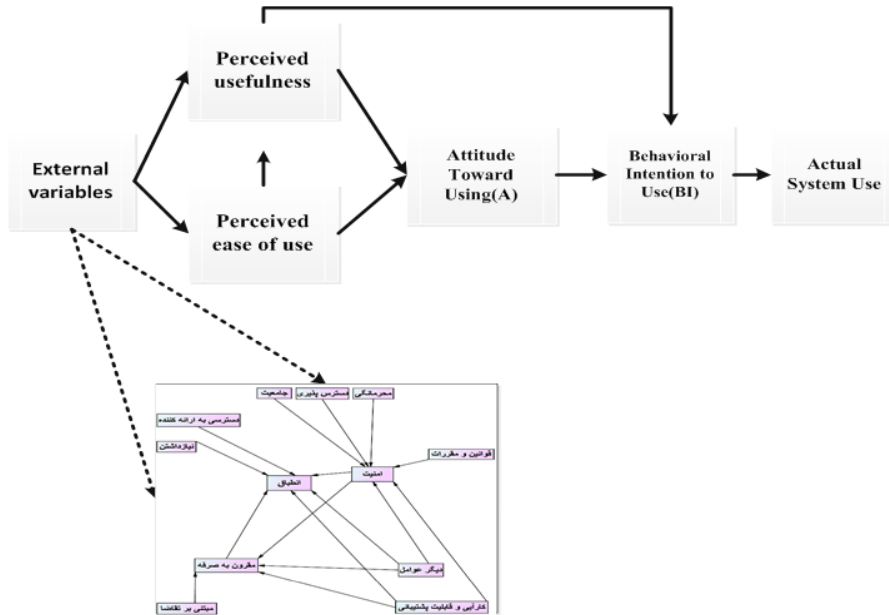 Perceived
usefulness
External
variables
Perceived
ease of use
Attitude
Toward
Using(A)
Behavioral
Intention to
Use(BI)
Actual
System Use
جامعیت
دسترس پذیری
محرمانگی
دسترسی به ارائه کننده
نیازداشتن
قوانین و مقررات
امنیت
انطباق
مقرون به صرفه
دیگر عوامل
مبتنی بر تقاضا
کارآیی و قابلیت پشتیبانی